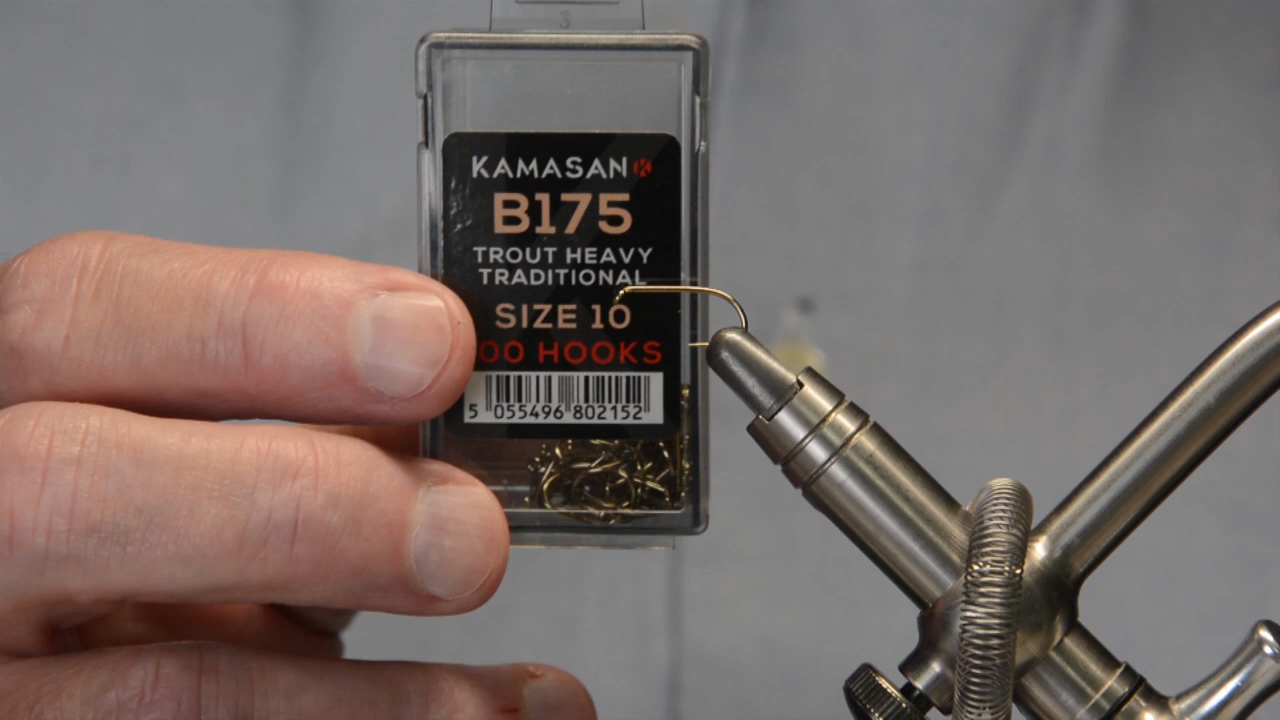 KAMASAN
B175
TROUT HEAVY
TRADITIONAL
SIZE 10
00 HOOKS
5 055496 802152